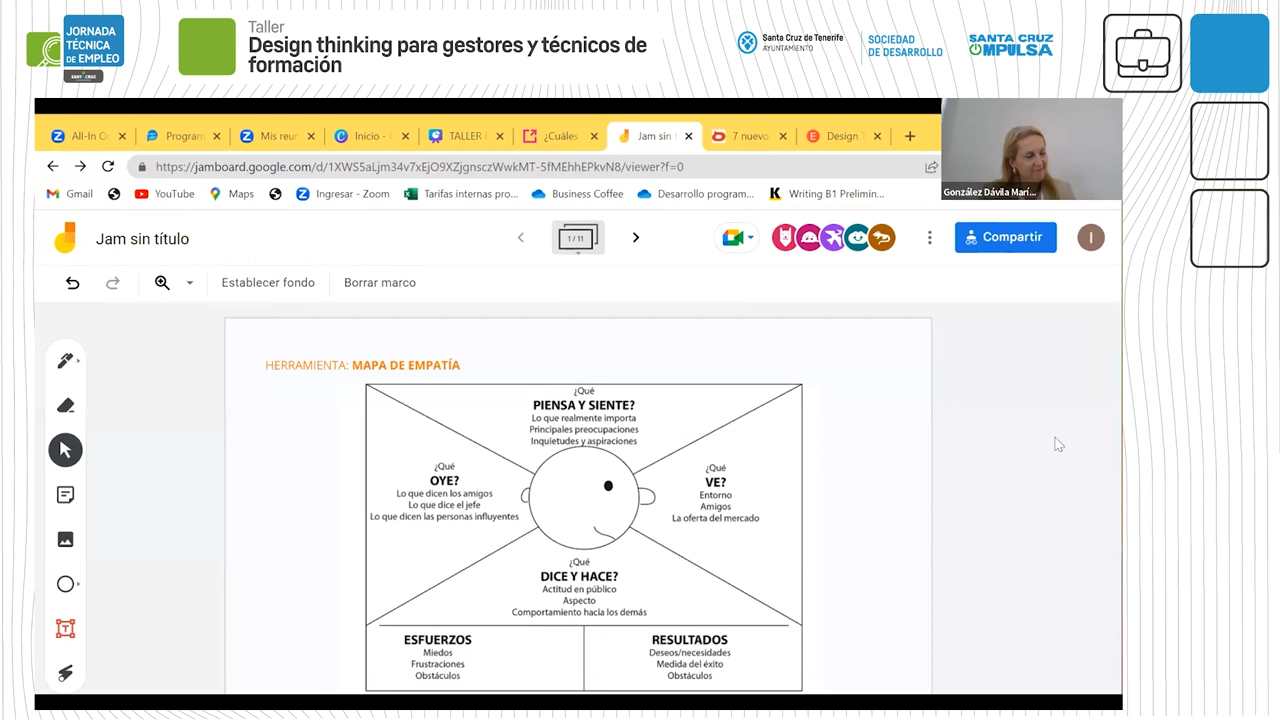 JORNADA
TÉCNICA
DE EMPLEO
Taller
Design thinking para gestores y técnicos de
formación
Santa Cruz de Tenerife
AYUNTAMIENTO
SOCIEDAD
DE DESARROLLO
SANTA CRUZ
IMPULSA
All-In O
Program
Mis reur
Inicio -
TALLER
¿Cuáles
Jam sin
7 nuevo
Design T
https://jamboard.google.com/d/1XWS5aLjm34v7xEjO9XZjgnsczWwkMT-5fMEhhEPkvN8/viewer?f=0
Gmail
YouTube
Maps
Ingresar - Zoom
Tarifas internas pro...
Business Coffee
Desarrollo program...
Writing B1 Prelimin...
González Dávila Marí...
Jam sin título
1 / 11
Compartir
I
Establecer fondo
Borrar marco
HERRAMIENTA: MAPA DE EMPATÍA
¿Qué
PIENSA Y SIENTE?
Lo que realmente importa
Principales preocupaciones
Inquietudes y aspiraciones
¿Qué
OYE?
Lo que dicen los amigos
Lo que dice el jefe
Lo que dicen las personas influyentes
¿Qué
VE?
Entorno
Amigos
La oferta del mercado
¿Qué
DICE Y HACE?
Actitud en público
Aspecto
Comportamiento hacia los demás
ESFUERZOS
Miedos
Frustraciones
Obstáculos
RESULTADOS
Deseos/necesidades
Medida del éxito
Obstáculos